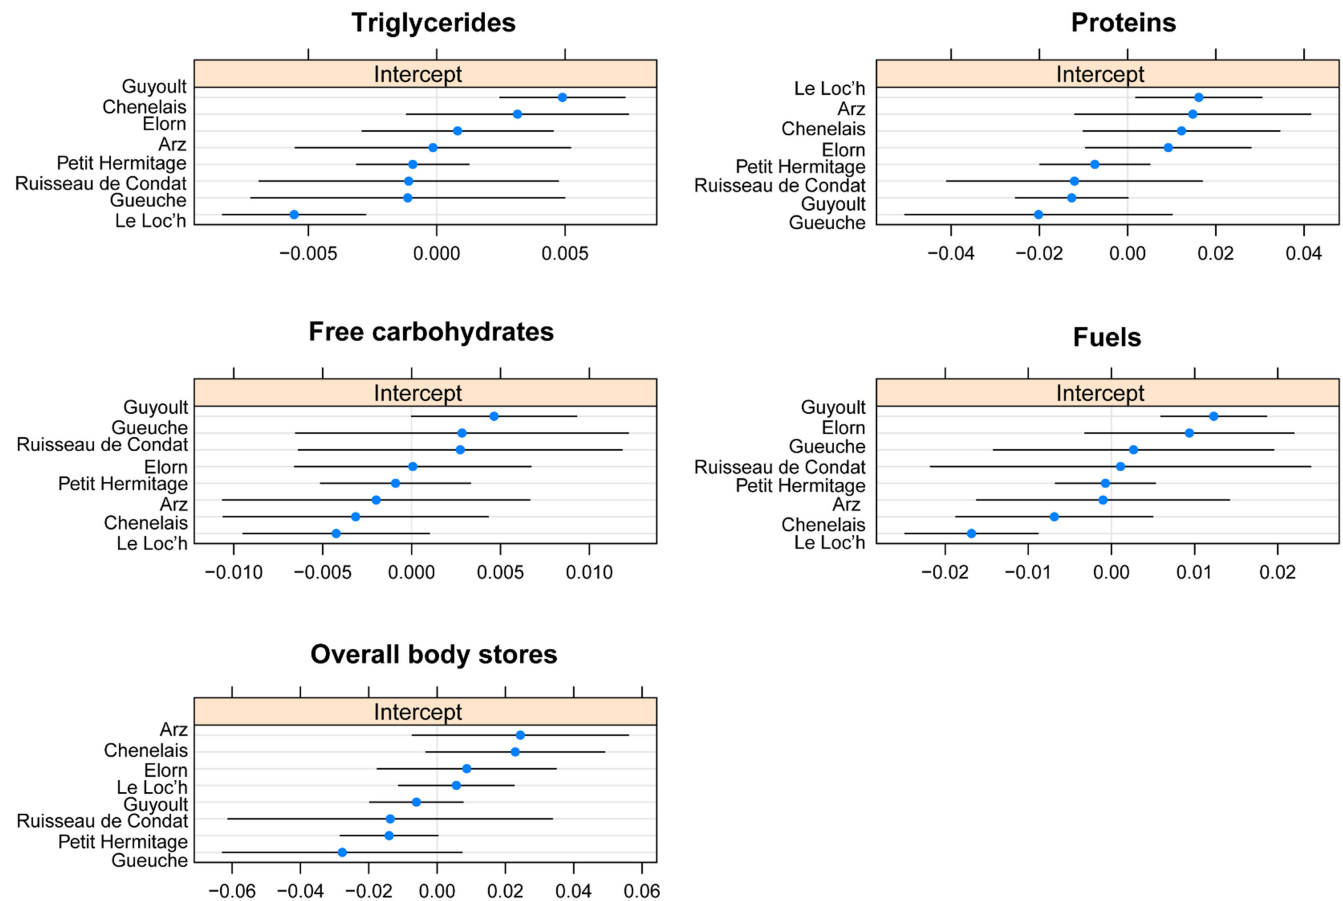 Triglycerides
Intercept
Guyoult
Chenelais
Elorn
Arz
Petit Hermitage
Ruisseau de Condat
Gueuche
Le Loc'h
−0.005 0.000 0.005
Proteins
Intercept
Le Loc'h
Arz
Chenelais
Elorn
Petit Hermitage
Ruisseau de Condat
Guyoult
Gueuche
−0.04 −0.02 0.00 0.02 0.04
Free carbohydrates
Intercept
Guyoult
Gueuche
Ruisseau de Condat
Elorn
Petit Hermitage
Arz
Chenelais
Le Loc'h
−0.010 −0.005 0.000 0.005 0.010
Fuels
Intercept
Guyoult
Elorn
Gueuche
Ruisseau de Condat
Petit Hermitage
Arz
Chenelais
Le Loc'h
−0.02 −0.01 0.00 0.01 0.02
Overall body stores
Intercept
Arz
Chenelais
Elorn
Le Loc'h
Guyoult
Ruisseau de Condat
Petit Hermitage
Gueuche
−0.06 −0.04 −0.02 0.00 0.02 0.04 0.06